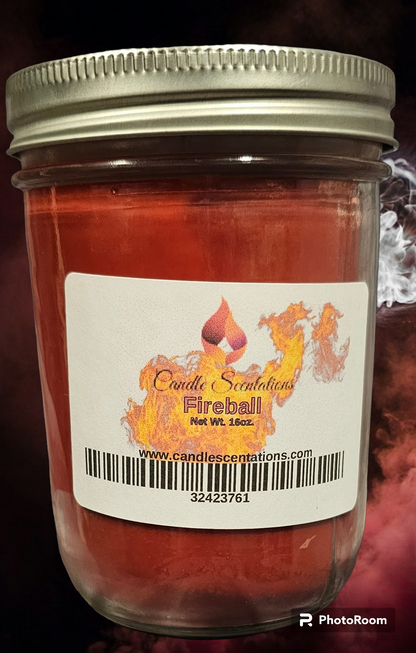 Candle Scentations
Fireball
Net Wt. 16oz.
www.candlescentations.com
32423761
PhotoRoom